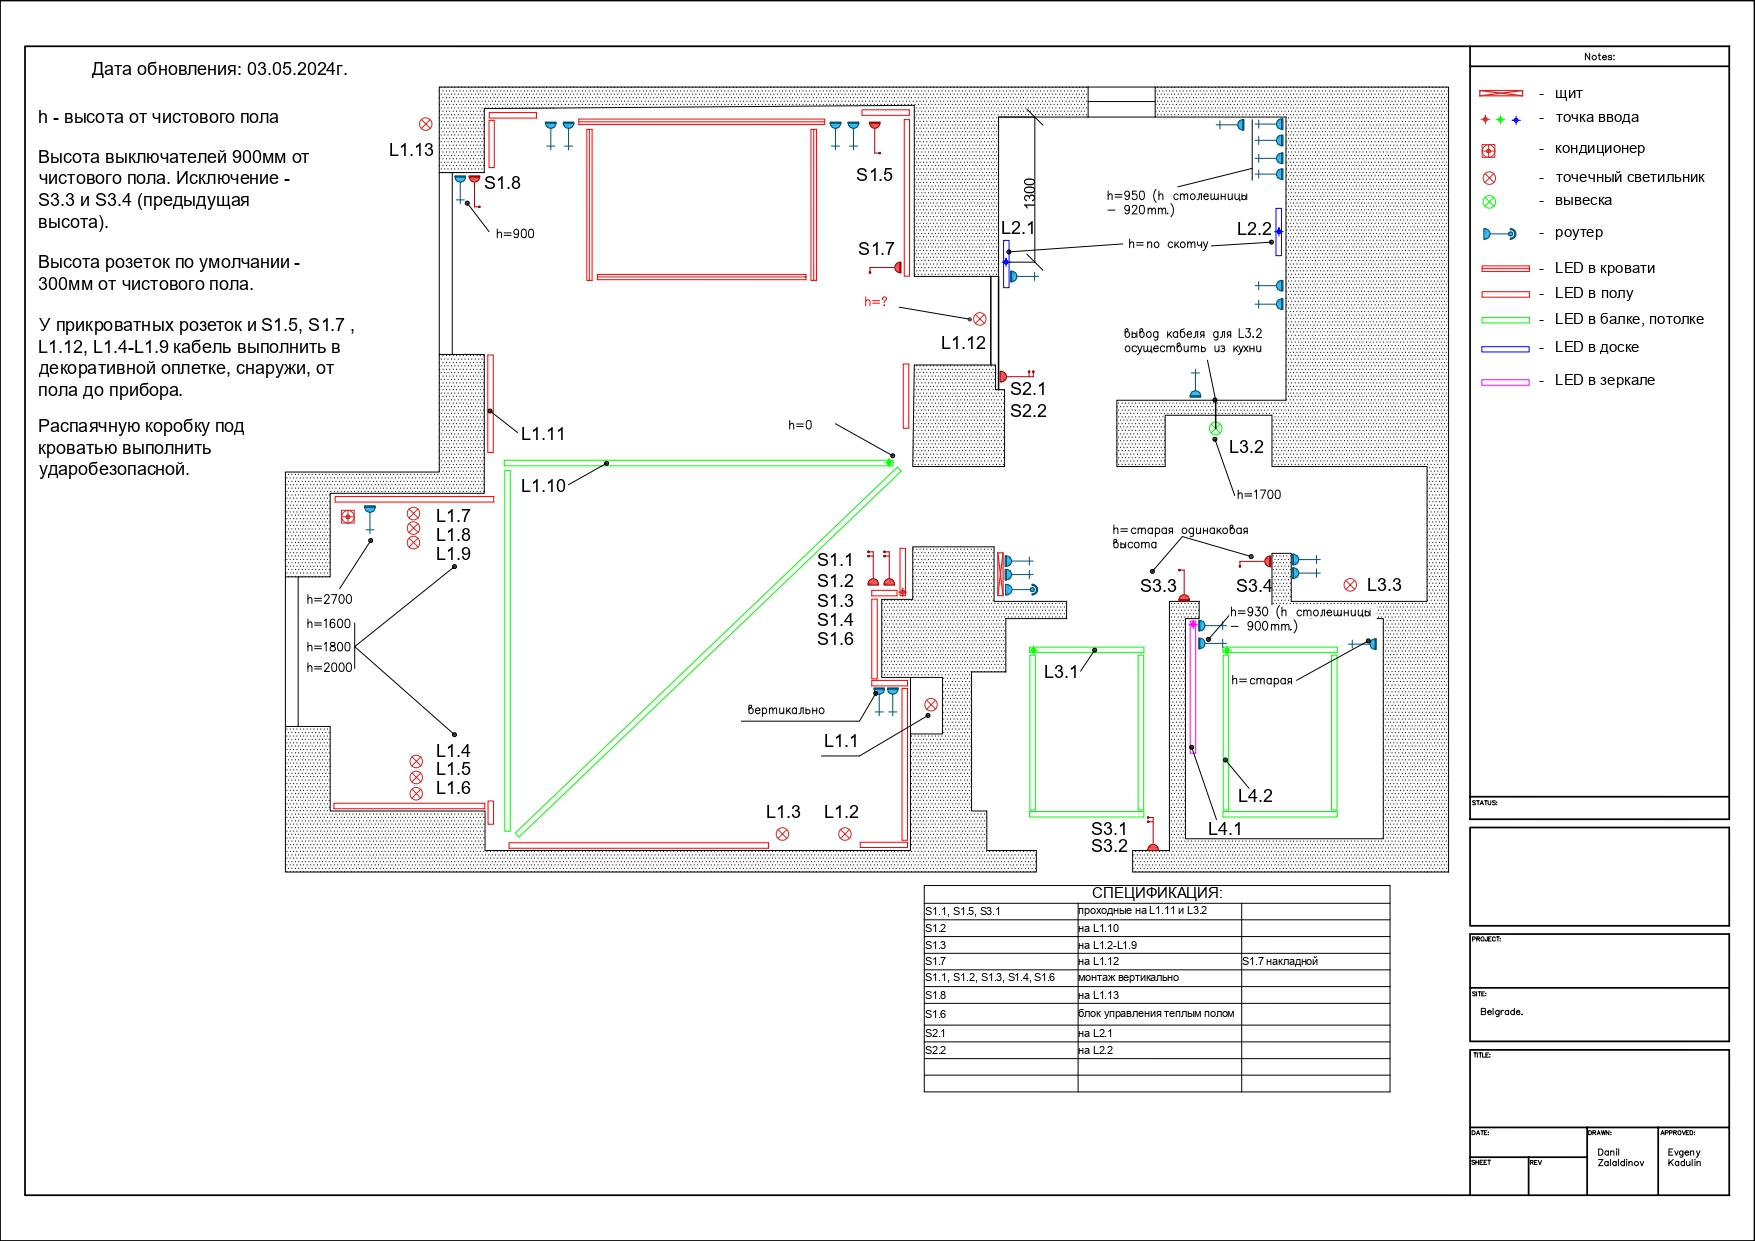 Дата обновления: 03.05.2024г.
h - высота от чистового пола
Высота выключателей 900мм от
чистового пола. Исключение -
S3.3 и S3.4 (предыдущая
высота).
Высота розеток по умолчании -
300мм от чистового пола.
У прикроватных розеток и S1.5, S1.7 ,
L1.12, L1.4-L1.9 кабель выполнить в
декоративной оплетке, снаружи, от
пола до прибора.
Распаячную коробку под
кроватью выполнить
ударобезопасной.
L1.13
S1.8
h=900
S1.5
S1.7
h=?
L1.12
1300
L2.1
h=по скотчу
L2.2
h=950 (h столешницы
– 920mm.)
вывод кабеля для L3.2
осуществить из кухни
S2.1
S2.2
L3.2
h=1700
h=0
L1.11
L1.10
L1.7
L1.8
L1.9
h=2700
h=1600
h=1800
h=2000
L1.4
L1.5
L1.6
S1.1
S1.2
S1.3
S1.4
S1.6
вертикально
L1.1
L1.3
L1.2
h=старая одинаковая
высота
S3.3
S3.4
L3.3
h=930 (h столешницы
– 900mm.)
h=старая
L3.1
L4.2
L4.1
S3.1
S3.2
СПЕЦИФИКАЦИЯ:
S1.1, S1.5, S3.1 проходные на L1.11 и L3.2
S1.2 на L1.10
S1.3 на L1.2-L1.9
S1.7 на L1.12 S1.7 накладной
S1.1, S1.2, S1.3, S1.4, S1.6 монтаж вертикально
S1.8 на L1.13
S1.6 блок управления теплым полом
S2.1 на L2.1
S2.2 на L2.2
Notes:
- щит
- точка ввода
- кондиционер
- точечный светильник
- вывеска
- роутер
- LED в кровати
- LED в полу
- LED в балке, потолке
- LED в доске
- LED в зеркале
STATUS:
PROJECT:
SITE:
Belgrade.
TITLE:
DATE:
DRAWN:
APPROVED:
Danil
Zalaldinov
Evgeny
Kadulin
SHEET
REV